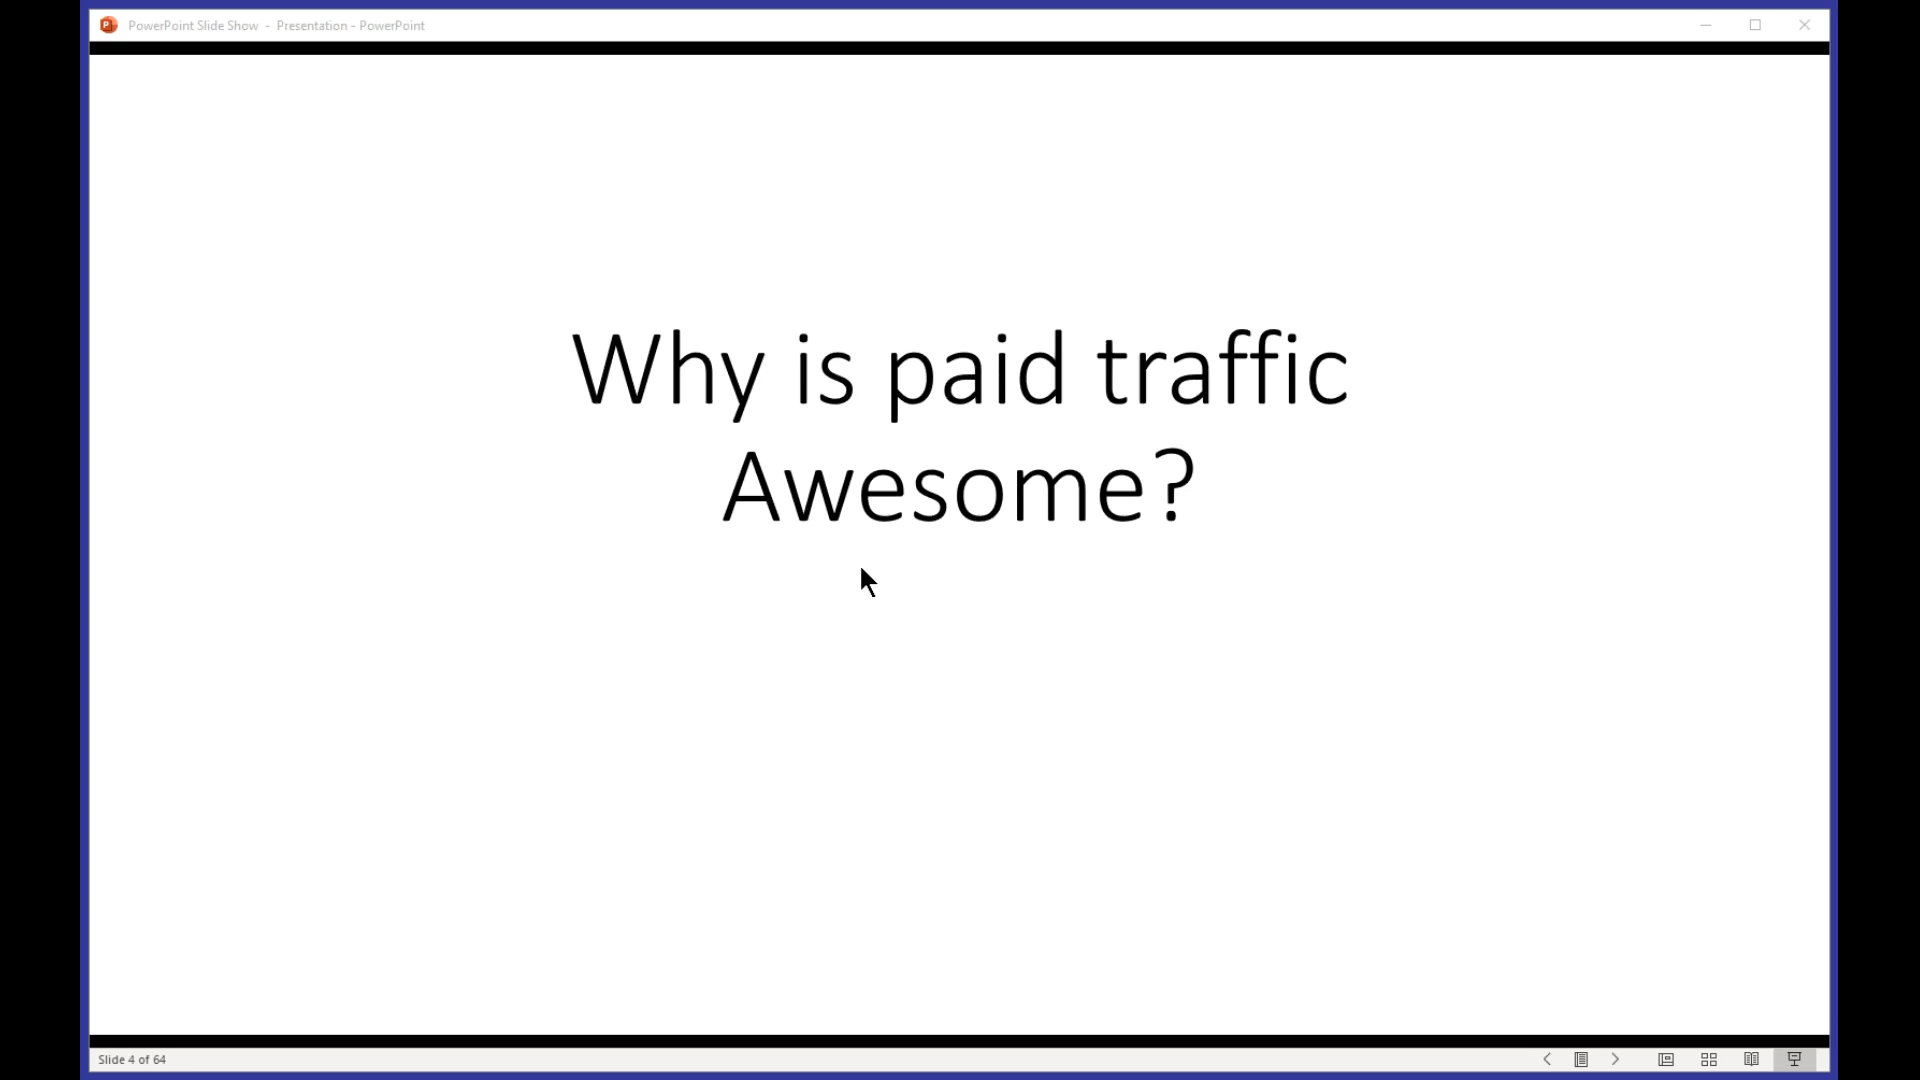 PowerPoint Slide Show - Presentation - PowerPoint
Why is paid traffic
Awesome?
Slide 4 of 64